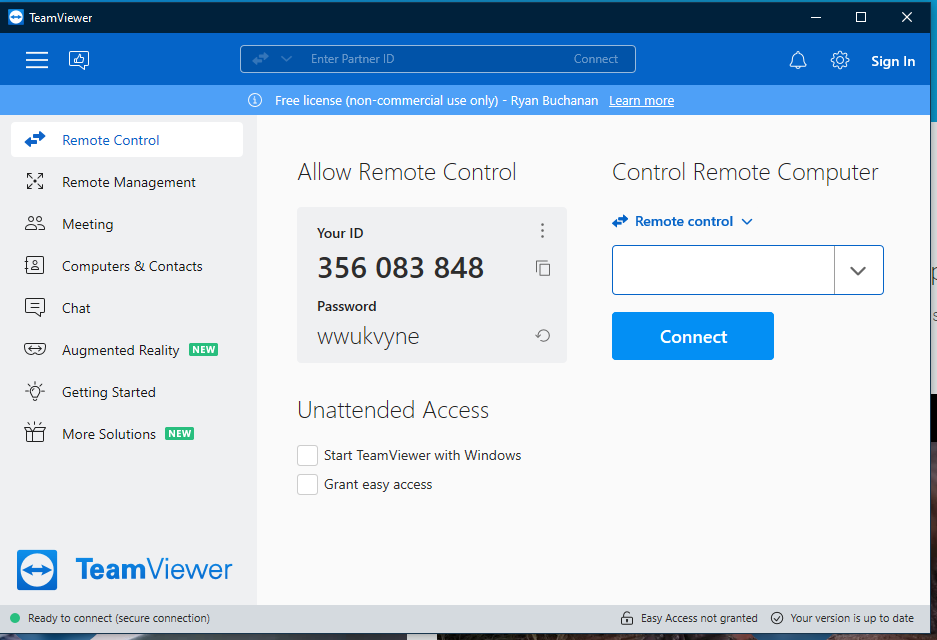 TeamViewer
Enter Partner ID
Connect
Sign In
Free license (non-commercial use only) - Ryan Buchanan Learn more
Remote Control
Remote Management
Meeting
Computers & Contacts
Chat
Augmented Reality NEW
Getting Started
More Solutions NEW
TeamViewer
Allow Remote Control
Your ID
356 083 848
Password
wwukvyne
Unattended Access
Start TeamViewer with Windows
Grant easy access
Control Remote Computer
Remote control
Connect
Ready to connect (secure connection)
Easy Access not granted
Your version is up to date